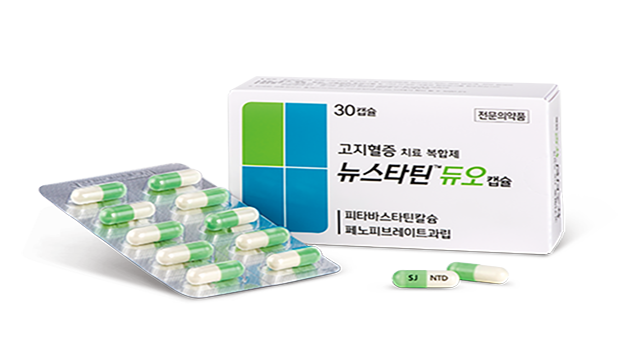 30캡슐
전문의약품
고지혈증 치료 복합제
뉴스타틴™듀오캡슐
피타바스타틴칼슘
페노피브레이트과립
SJ NTD